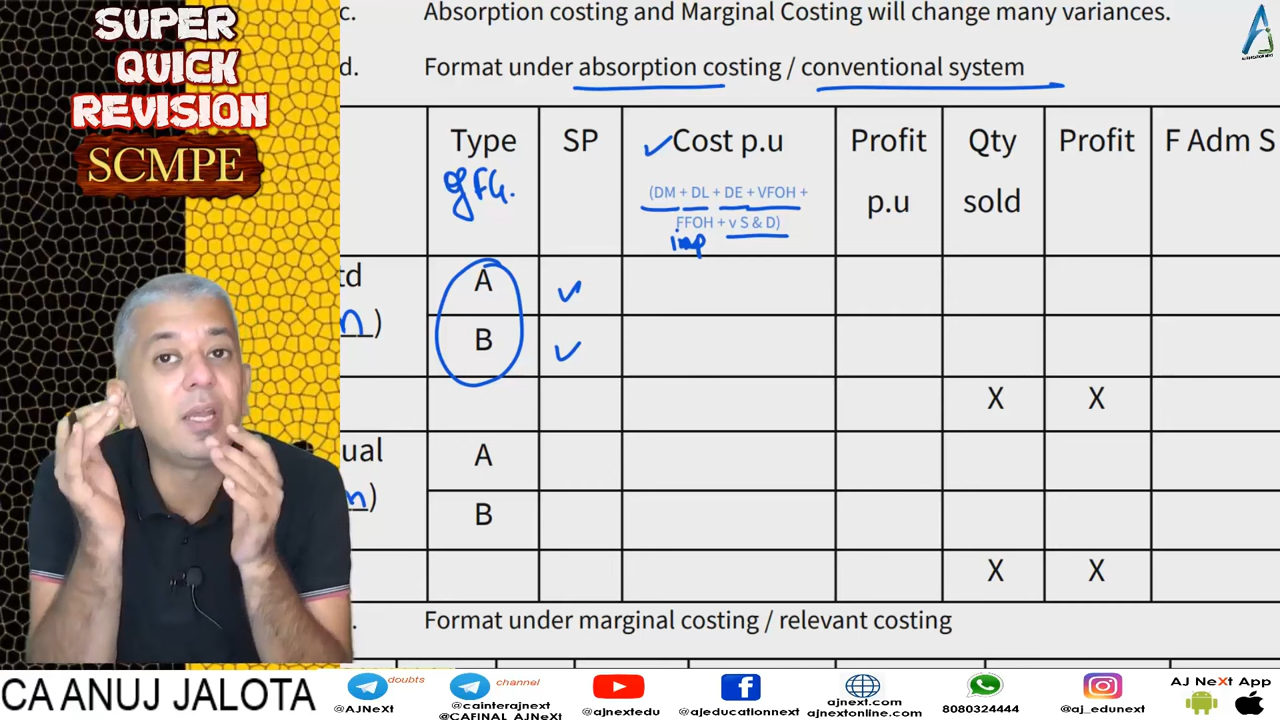 SUPER
QUICK
REVISION
SCMPE
c. Absorption costing and Marginal Costing will change many variances.
d. Format under absorption costing / conventional system
Type SP Cost p.u Profit Qty Profit F Adm S
of FG. (DM + DL + DE + VFOH + p.u sold
FFOH + v S & D)
imp
td A
n) B
X X
ual A
n) B
X X
. Format under marginal costing / relevant costing
CA ANUJ JALOTA
doubts
@AJNeXt
channel
@cainterajnext
@CAFINAL_AJNeXt
@ajnextedu
@ajeducationnext
ajnext.com
ajnextonline.com
8080324444
@aj_edunext
AJ NeXt App